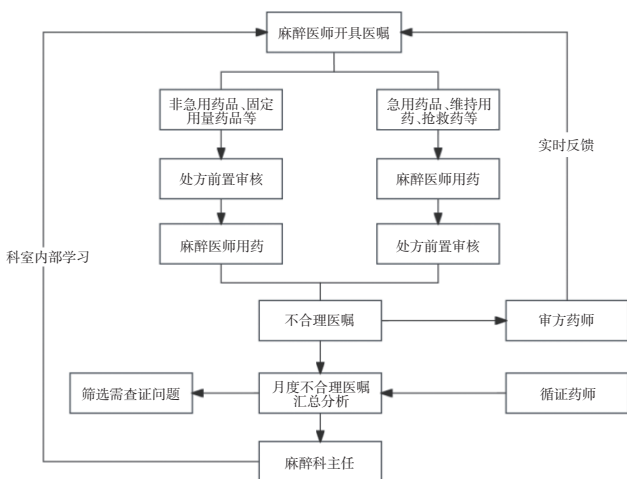 麻醉医师开具医嘱
非急用药品、固定
用量药品等
急用药品、维持用
药、抢救药等
实时反馈
处方前置审核
麻醉医师用药
麻醉医师用药
处方前置审核
科室内部学习
不合理医嘱
审方药师
筛选需查证问题
月度不合理医嘱
汇总分析
循证药师
麻醉科主任